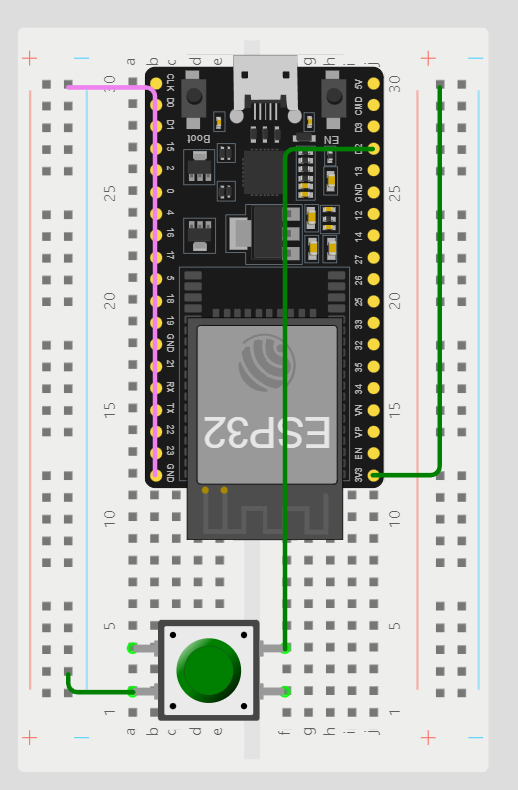 + − a b c d e f g h i j + −
30 30
CLK 5V
D0 CMD
D1 D3
15 Boot EN D2
2 13
25 25
0 GND
4 12
16 14
17 27
5 26
20 18 25 20
19 33
GND 32
21 35
RX 34
15 TX VN 15
22 ESP32 VP
23 EN
GND 3V3
10 10
5 5
1 1
+ − a b c d e f g h i j + −